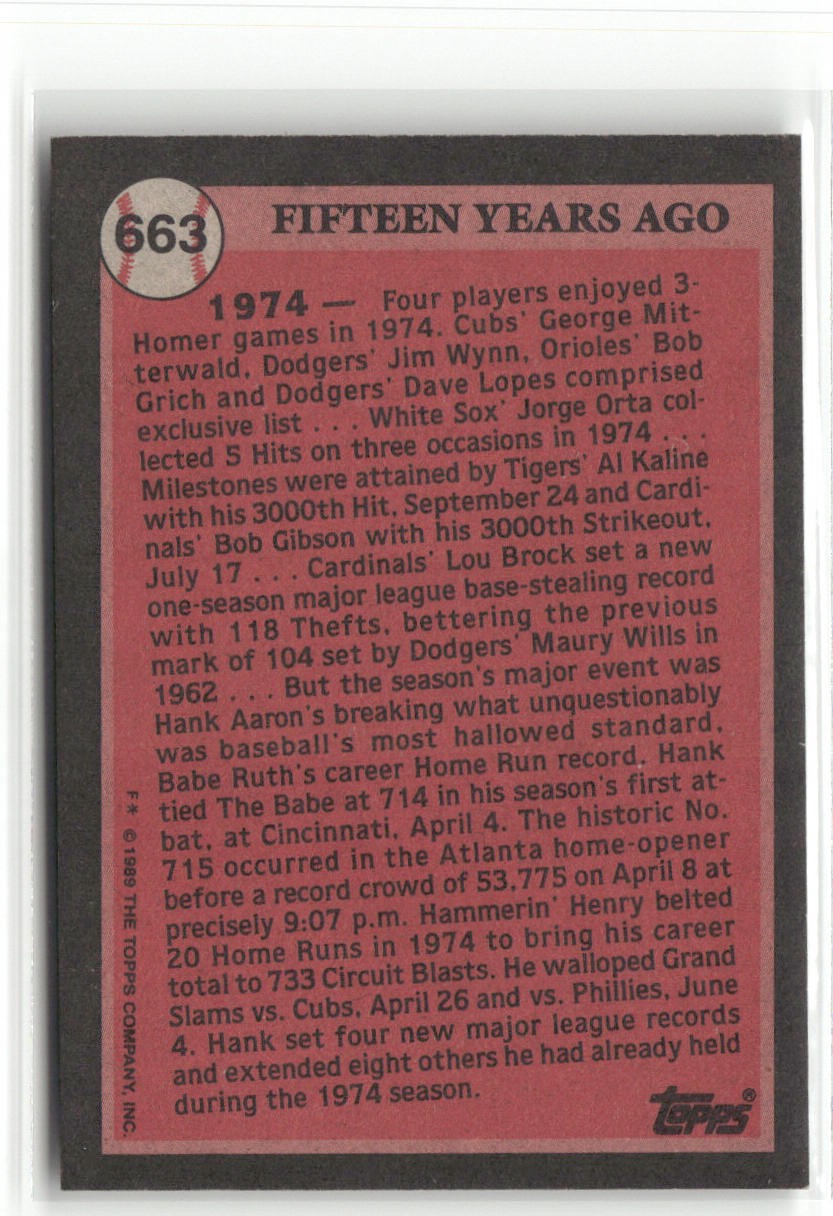 663
FIFTEEN YEARS AGO
1974 — Four players enjoyed 3-
Homer games in 1974. Cubs' George Mit-
terwald, Dodgers' Jim Wynn, Orioles' Bob
Grich and Dodgers' Dave Lopes comprised
exclusive list . . . White Sox' Jorge Orta col-
lected 5 Hits on three occasions in 1974 . . .
Milestones were attained by Tigers' Al Kaline
with his 3000th Hit, September 24 and Cardi-
nals' Bob Gibson with his 3000th Strikeout,
July 17 . . . Cardinals' Lou Brock set a new
one-season major league base-stealing record
with 118 Thefts, bettering the previous
mark of 104 set by Dodgers' Maury Wills in
1962 . . . But the season's major event was
Hank Aaron's breaking what unquestionably
was baseball's most hallowed standard,
Babe Ruth's career Home Run record. Hank
tied The Babe at 714 in his season's first at-
bat, at Cincinnati, April 4. The historic No.
715 occurred in the Atlanta home-opener
before a record crowd of 53,775 on April 8 at
precisely 9:07 p.m. Hammerin' Henry belted
20 Home Runs in 1974 to bring his career
total to 733 Circuit Blasts. He walloped Grand
Slams vs. Cubs, April 26 and vs. Phillies, June
4. Hank set four new major league records
and extended eight others he had already held
during the 1974 season.
F* © 1989 THE TOPPS COMPANY, INC.
topps®